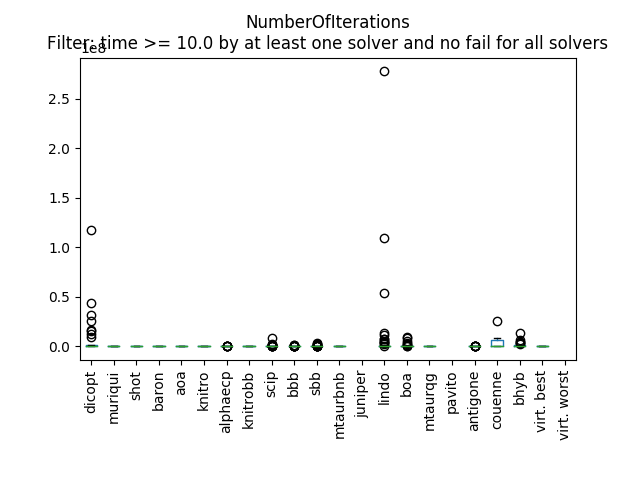 NumberOfIterations
Filter: time >= 10.0 by at least one solver and no fail for all solvers
1e8
2.5
2.0
1.5
1.0
0.5
0.0
dicopt
muriqui
shot
baron
aoa
knitro
alphaecp
knitrobb
scip
bbb
sbb
mtaurbnb
juniper
lindo
boa
mtaurqg
pavito
antigone
couenne
bhyb
virt. best
virt. worst